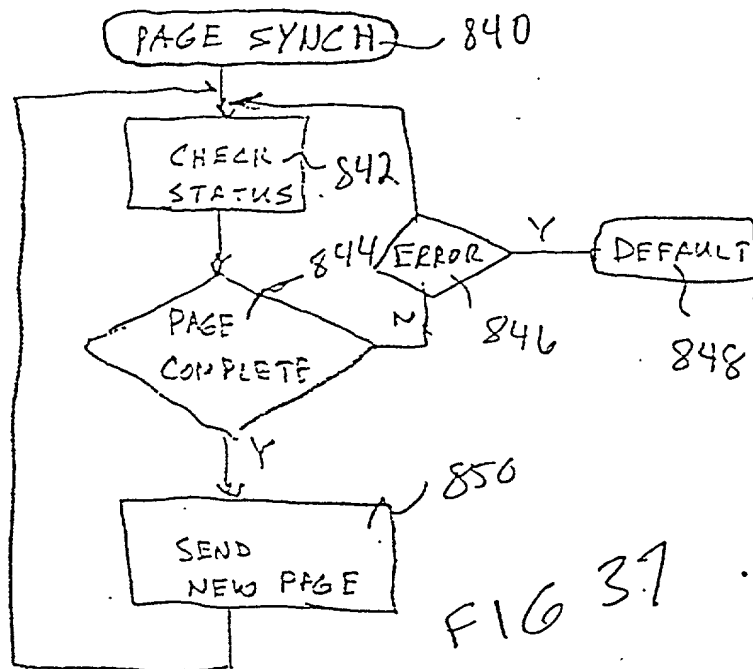 PAGE SYNCH 840
CHECK 842
STATUS
844
PAGE
COMPLETE
Y
N
ERROR
846
Y
DEFAULT
848
850
SEND
NEW PAGE
FIG 37